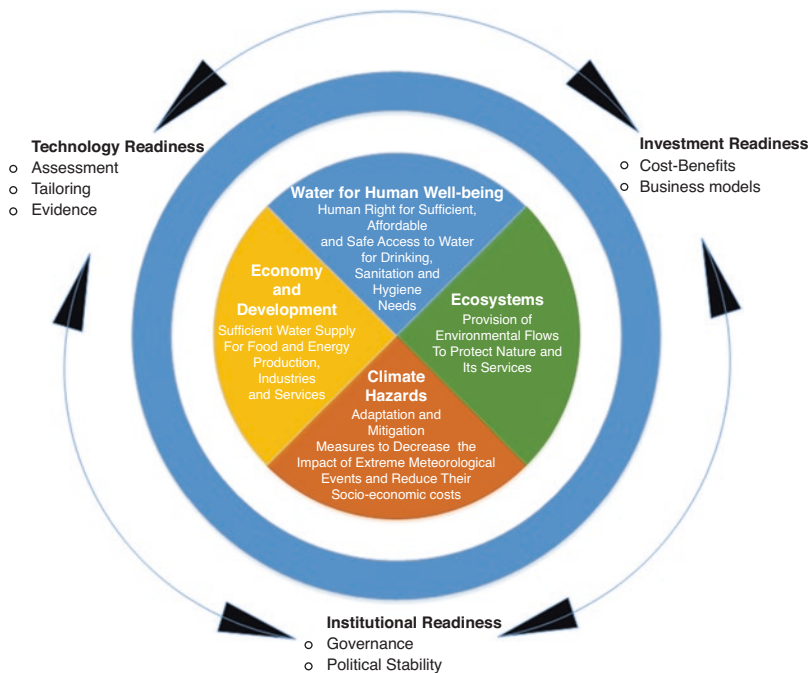 Technology Readiness
o Assessment
o Tailoring
o Evidence
Investment Readiness
o Cost-Benefits
o Business models
Water for Human Well-being
Human Right for Sufficient,
Affordable
and Safe Access to Water
for Drinking,
Sanitation and
Hygiene
Needs
Economy
and
Development
Sufficient Water Supply
For Food and Energy
Production,
Industries
and Services
Ecosystems
Provision of
Environmental Flows
To Protect Nature and
Its Services
Climate
Hazards
Adaptation and
Mitigation
Measures to Decrease the
Impact of Extreme Meteorological
Events and Reduce Their
Socio-economic costs
Institutional Readiness
o Governance
o Political Stability